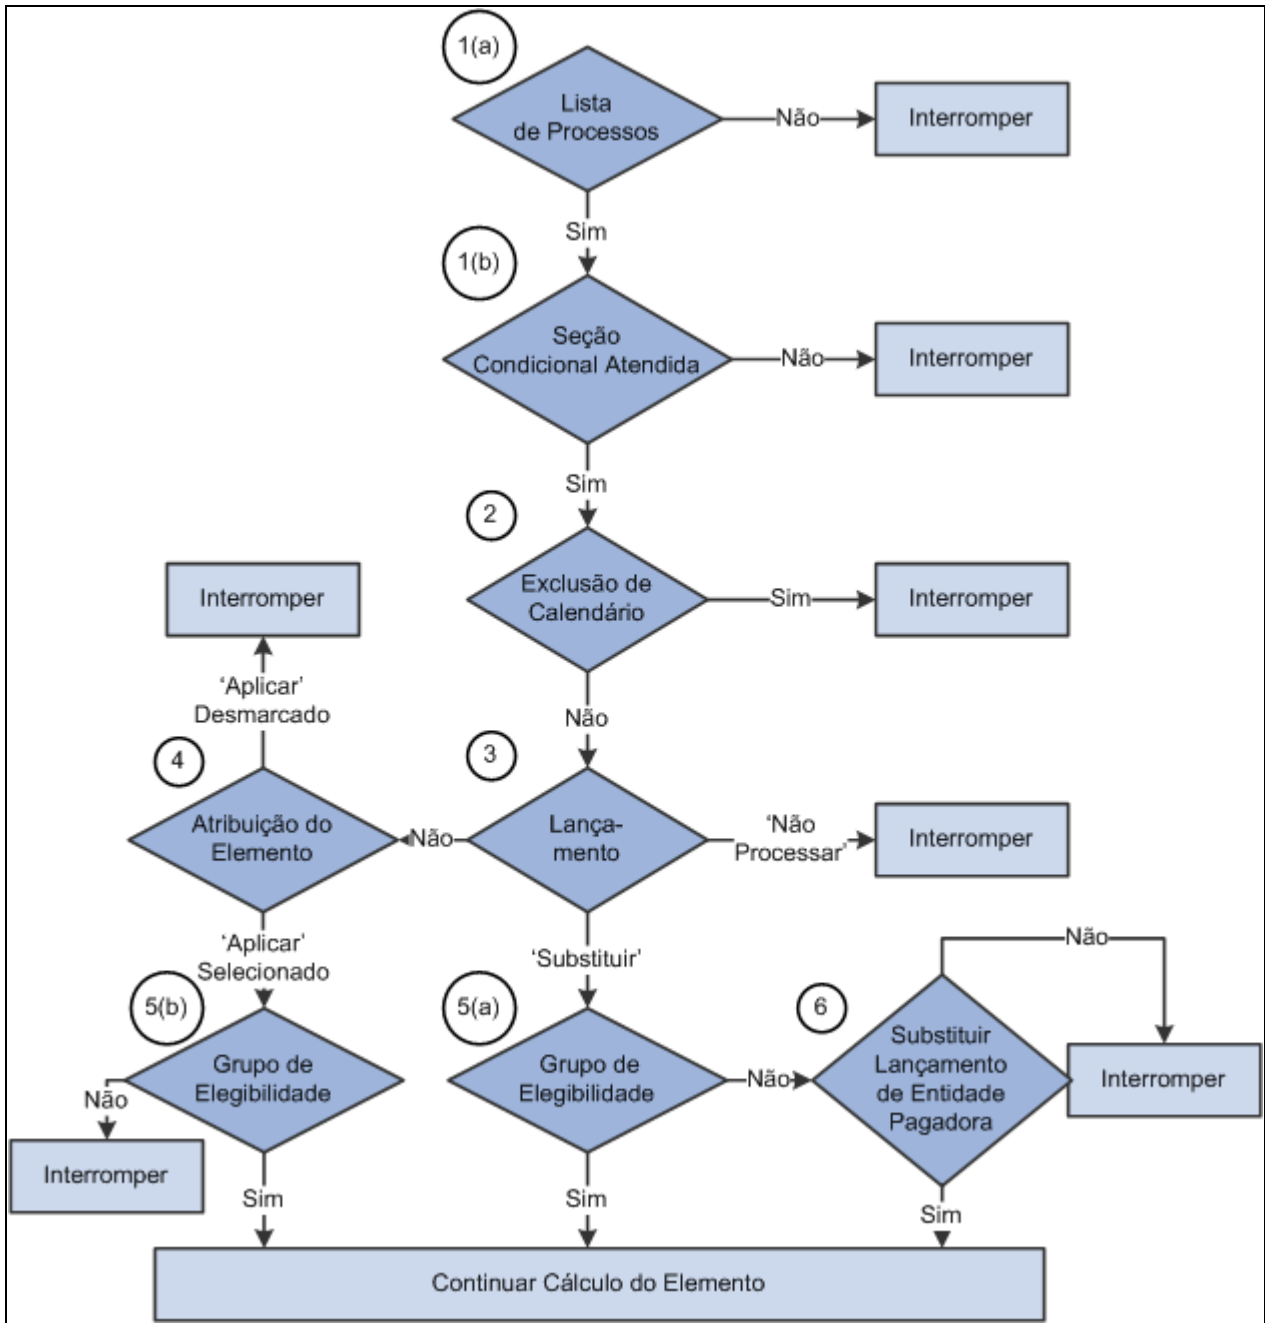 1(a)
Lista
de Processos
Não
Interromper
Sim
1(b)
Seção
Condicional Atendida
Não
Interromper
Sim
2
Exclusão de
Calendário
Sim
Interromper
Interromper
‘Aplicar’
Desmarcado
Não
4
3
Atribuição do
Elemento
Não
Lança-
mento
‘Não
Processar’
Interromper
‘Aplicar’
Selecionado
‘Substituir’
Não
5(b)
5(a)
6
Grupo de
Elegibilidade
Grupo de
Elegibilidade
Não
Substituir
Lançamento
de Entidade
Pagadora
Interromper
Não
Interromper
Sim
Sim
Sim
Continuar Cálculo do Elemento